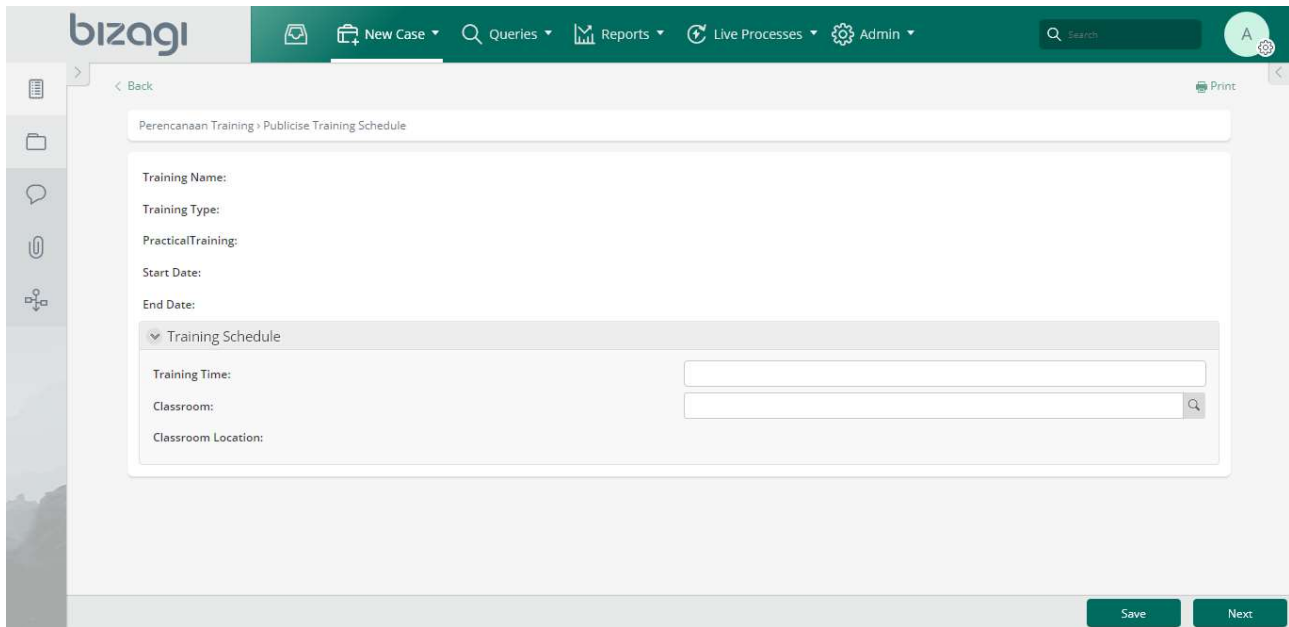 bizagi
New Case Queries Reports Live Processes Admin Search A
Back Print
Perencanaan Training › Publicise Training Schedule
Training Name:
Training Type:
PracticalTraining:
Start Date:
End Date:
Training Schedule
Training Time:
Classroom:
Classroom Location:
Save Next